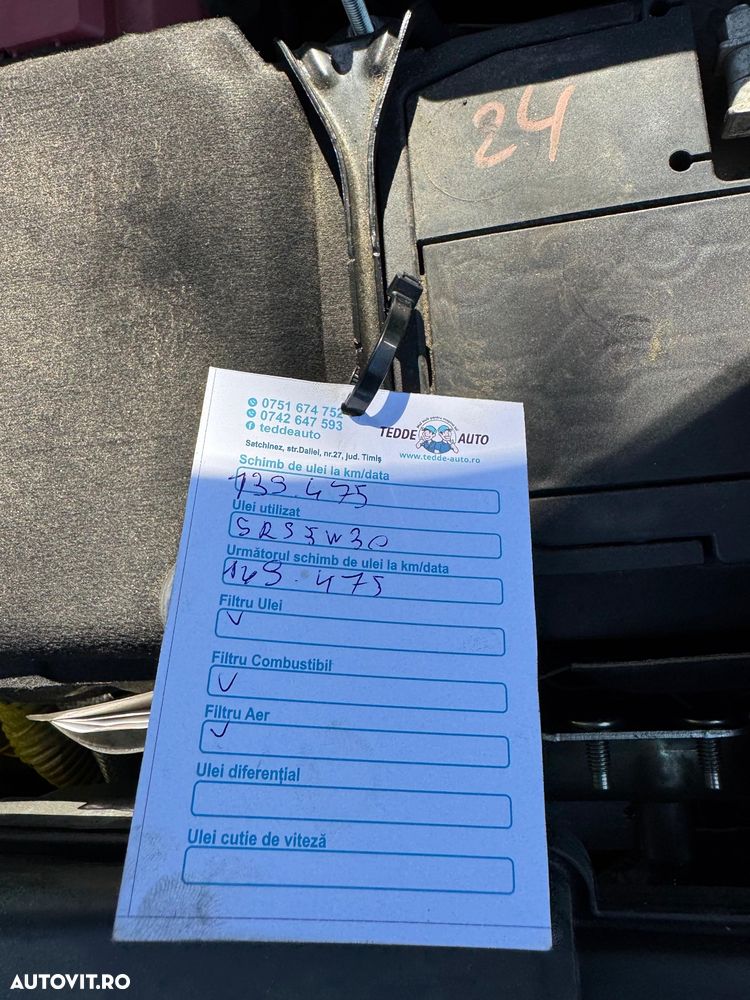 24
0751 674 752
0742 647 593
teddeauto
TEDDE AUTO
www.tedde-auto.ro
Satchinez, str.Daliei, nr.27, jud. Timiș
Schimb de ulei la km/data
139.475
Ulei utilizat
5W30
Următorul schimb de ulei la km/data
149.475
Filtru Ulei
Filtru Combustibil
Filtru Aer
Ulei diferențial
Ulei cutie de viteză
AUTOVIT.RO